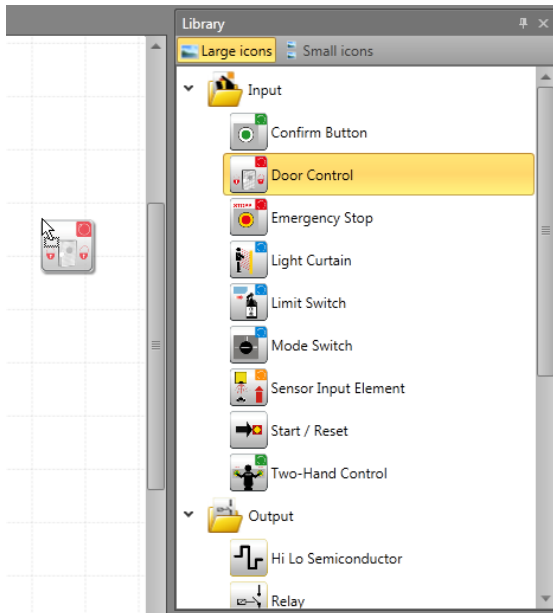 Library
Large icons
Small icons
Input
Confirm Button
Door Control
Emergency Stop
Light Curtain
Limit Switch
Mode Switch
Sensor Input Element
Start / Reset
Two-Hand Control
Output
Hi Lo Semiconductor
Relay